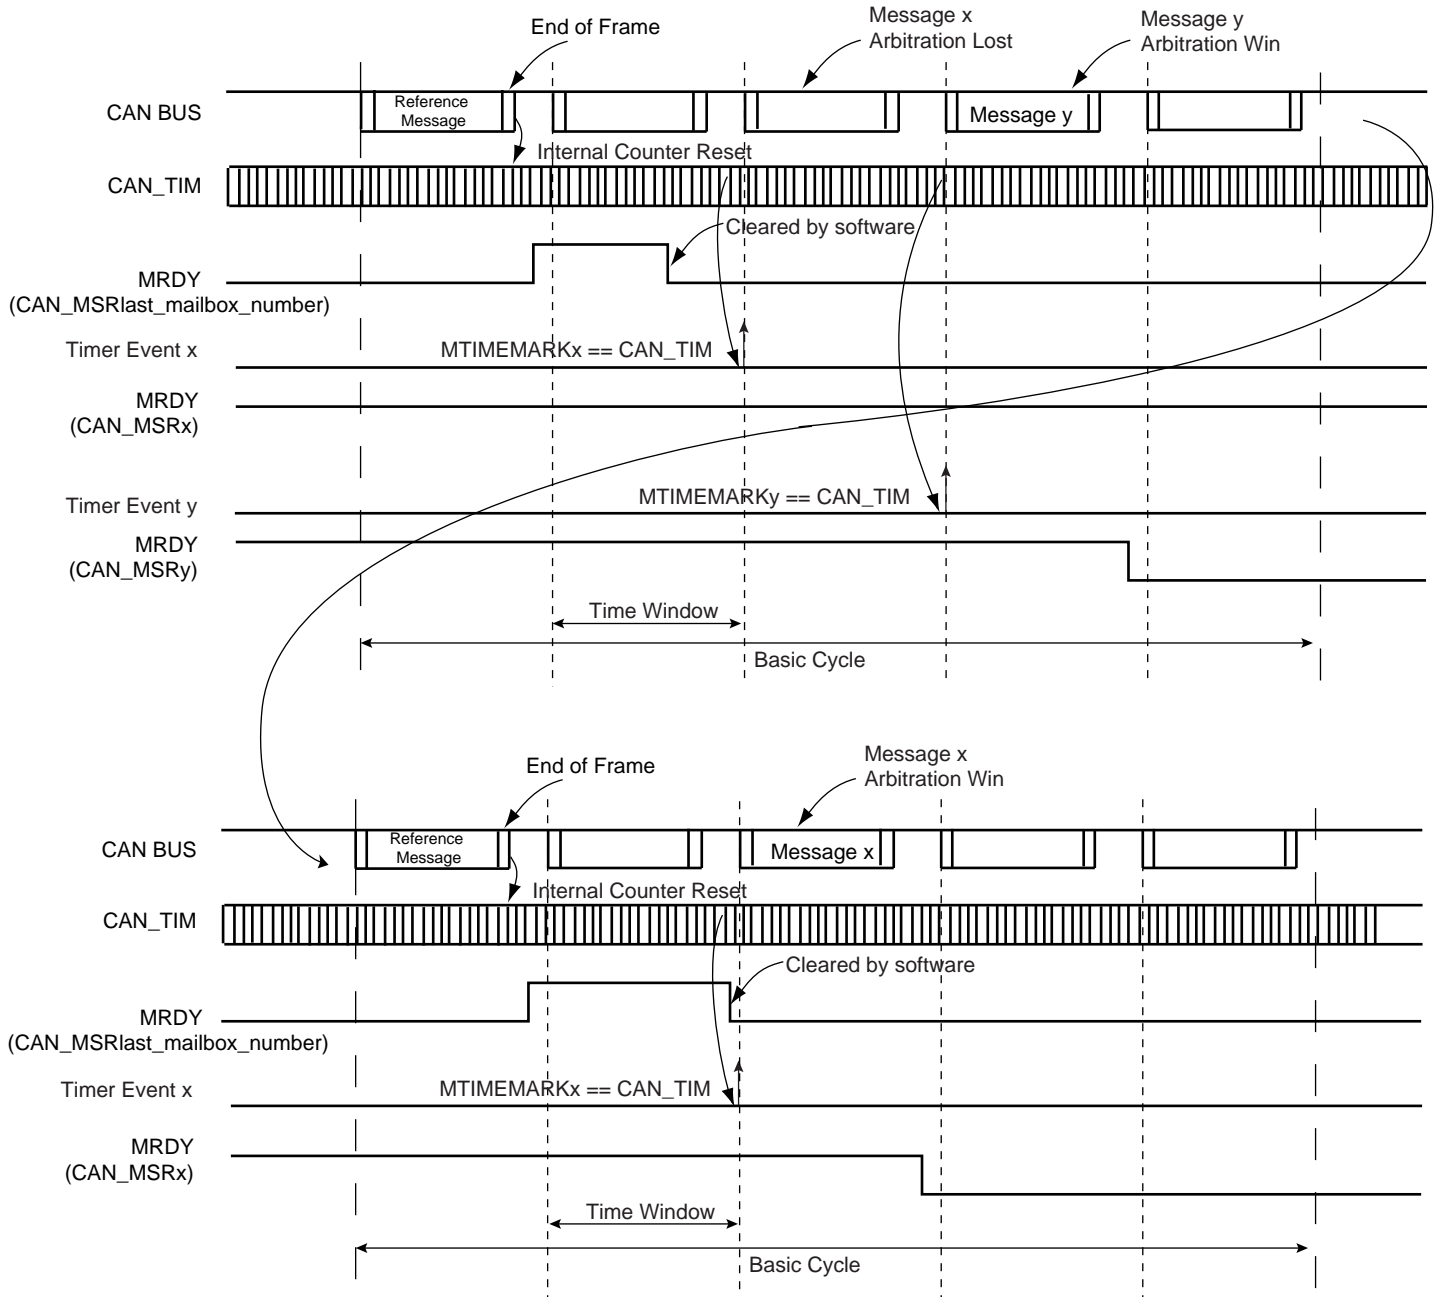 End of Frame
Message x
Arbitration Lost
Message y
Arbitration Win
CAN BUS
Reference
Message
Message y
Internal Counter Reset
CAN_TIM
Cleared by software
MRDY
(CAN_MSRlast_mailbox_number)
Timer Event x
MTIMEMARKx == CAN_TIM
MRDY
(CAN_MSRx)
MTIMEMARKy == CAN_TIM
Timer Event y
MRDY
(CAN_MSRy)
Time Window
Basic Cycle
End of Frame
Message x
Arbitration Win
CAN BUS
Reference
Message
Message x
Internal Counter Reset
CAN_TIM
Cleared by software
MRDY
(CAN_MSRlast_mailbox_number)
Timer Event x
MTIMEMARKx == CAN_TIM
MRDY
(CAN_MSRx)
Time Window
Basic Cycle